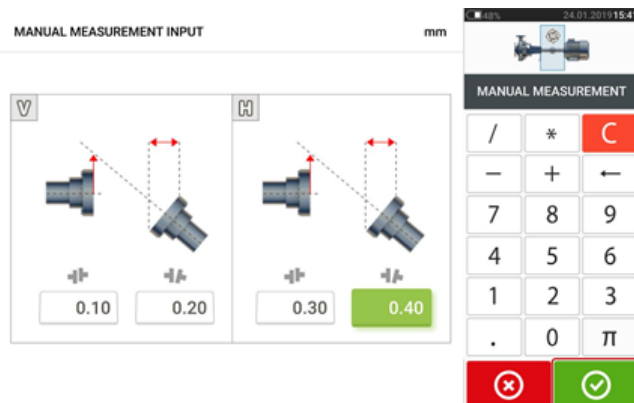 MANUAL MEASUREMENT INPUT mm
V H
0.10 0.20 0.30 0.40
48% 24.01.2019 15:41
MANUAL MEASUREMENT
/ * C
− + ←
7 8 9
4 5 6
1 2 3
. 0 π